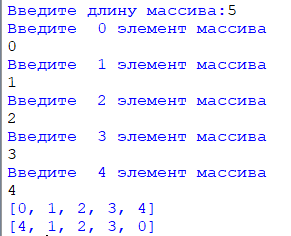 Введите длину массива:5
Введите  0 элемент массива
0
Введите  1 элемент массива
1
Введите  2 элемент массива
2
Введите  3 элемент массива
3
Введите  4 элемент массива
4
[0, 1, 2, 3, 4]
[4, 1, 2, 3, 0]